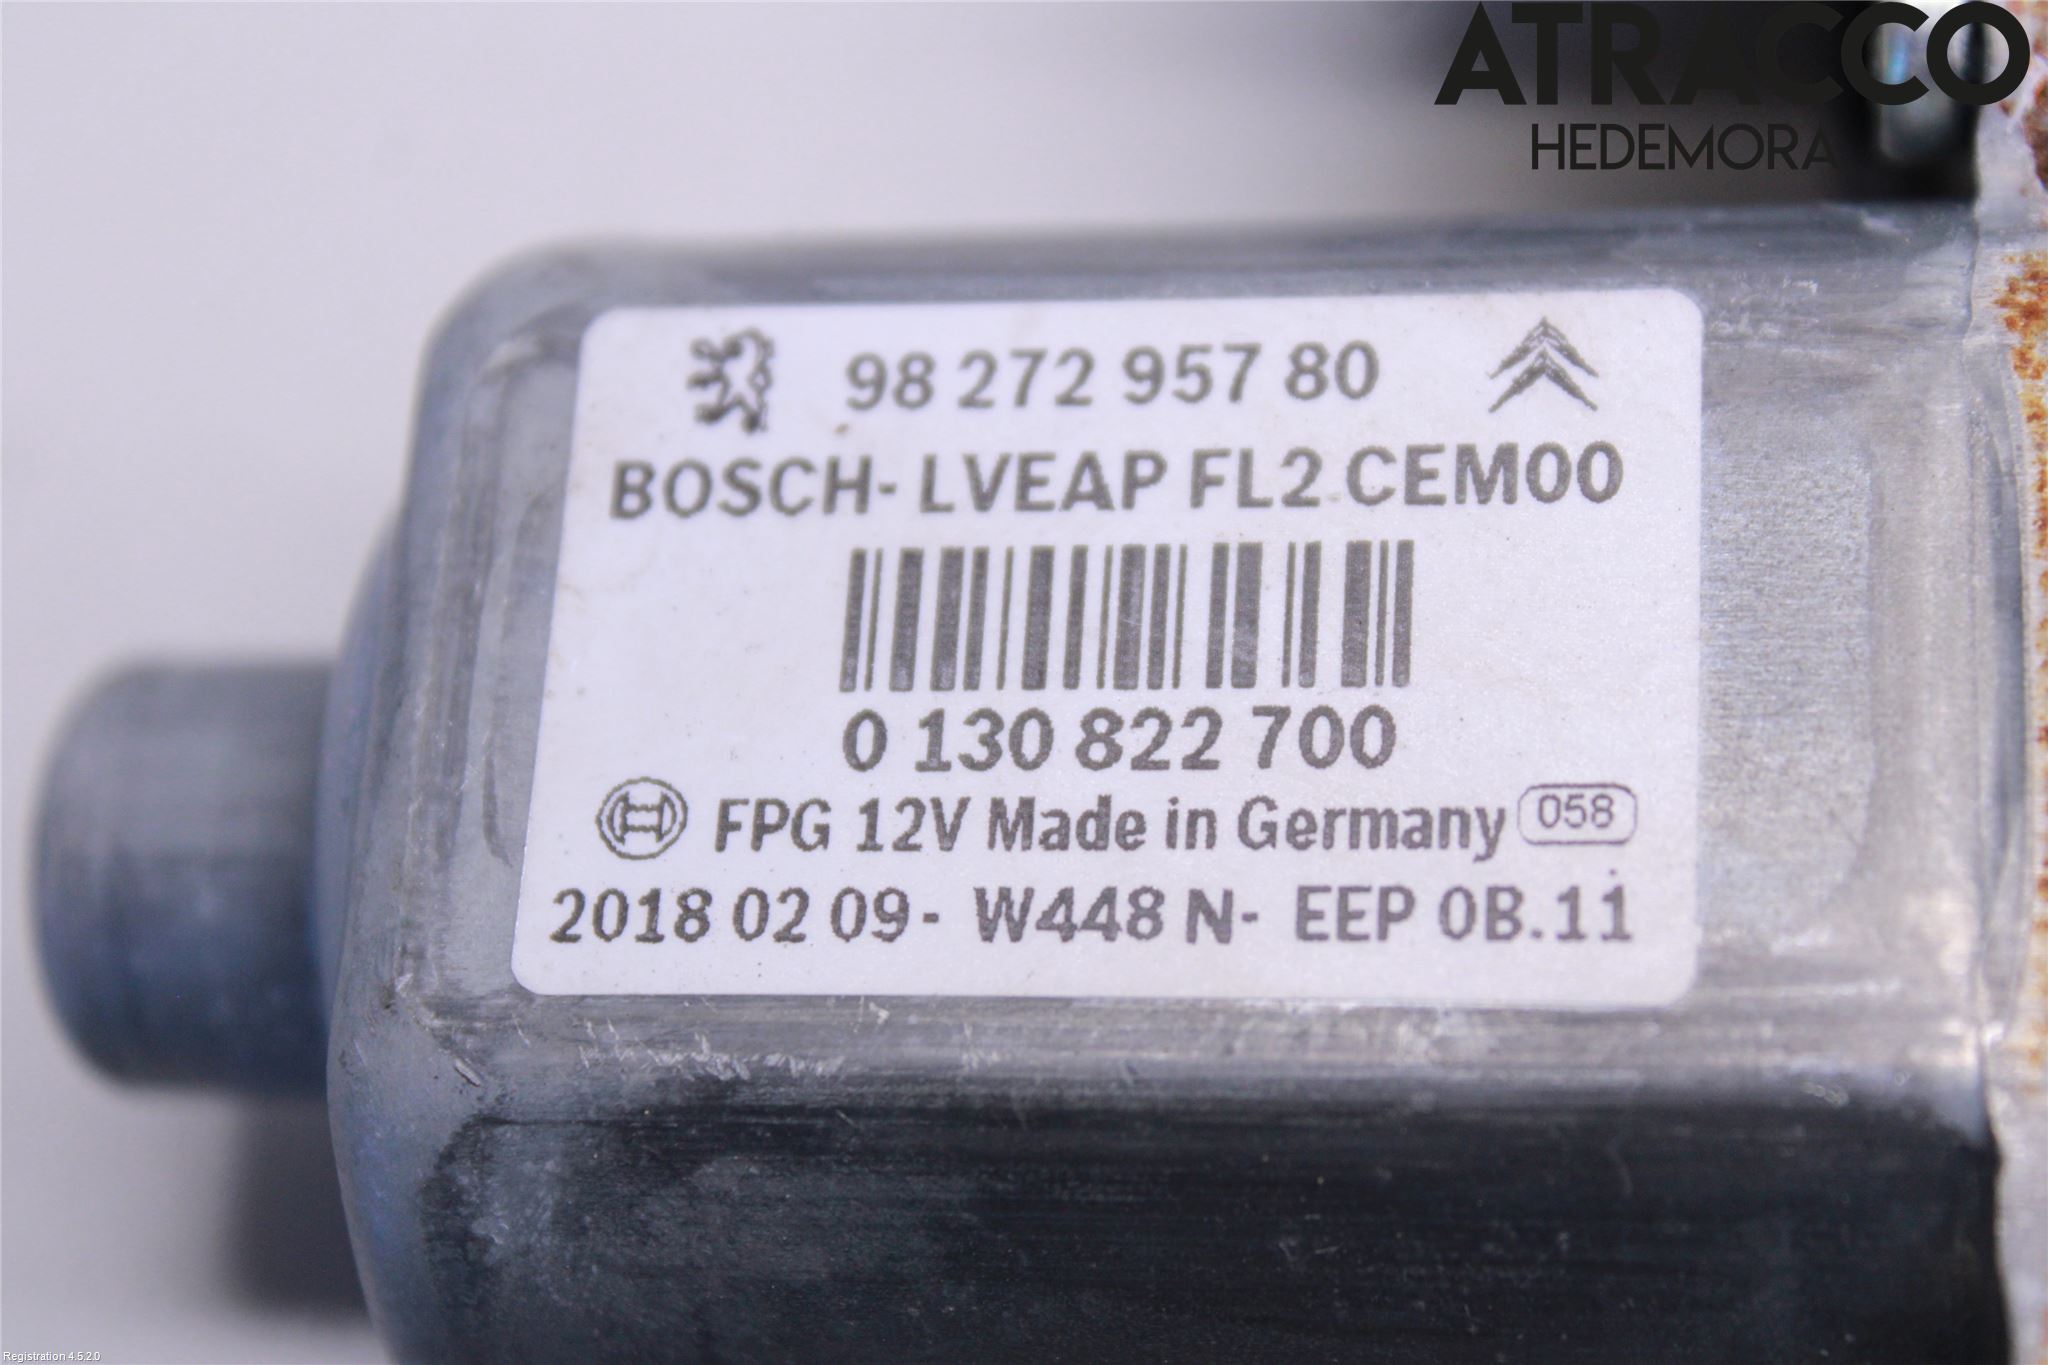 ATRACCO
HEDEMORA
98 272 957 80
BOSCH- LVEAP FL2 CEM00
0 130 822 700
FPG 12V Made in Germany 058
2018 02 09- W448 N- EEP 0B.11
Registration 4.5.2.0